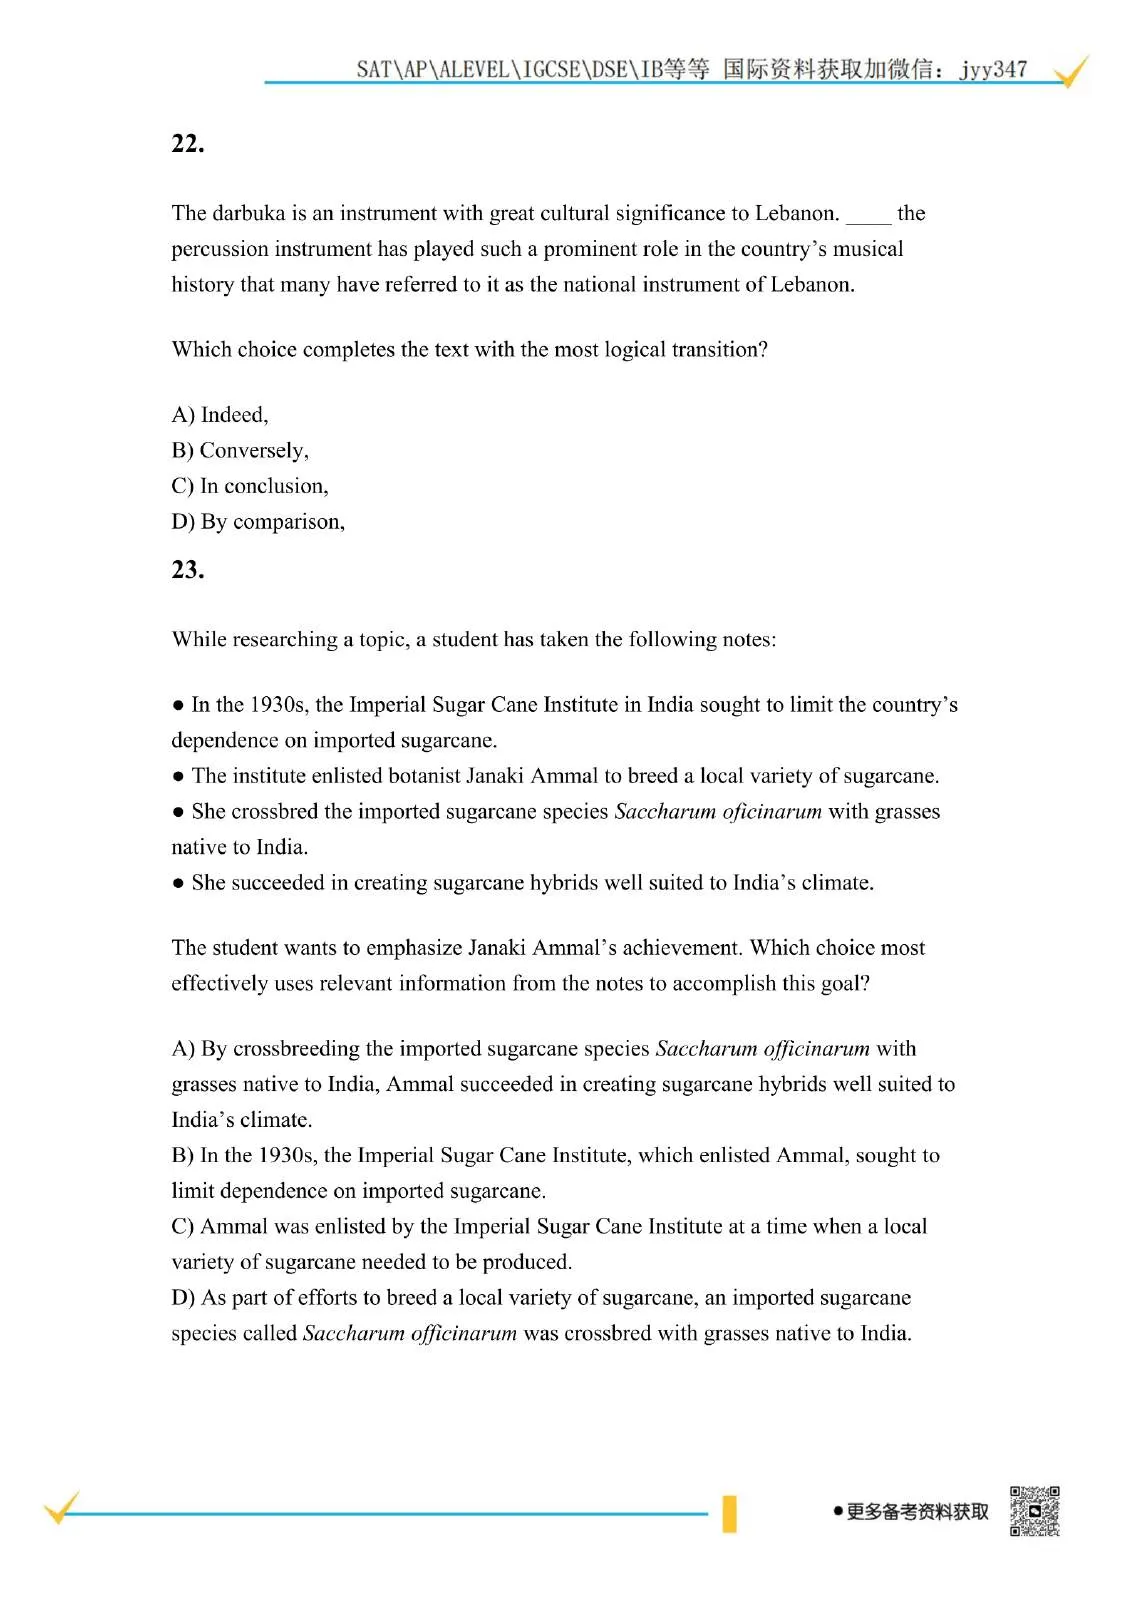 SAT\AP\ALEVEL\IGCSE\DSE\IB等等 国际资料获取加微信：jyy347
22.
The darbuka is an instrument with great cultural significance to Lebanon. ____ the
percussion instrument has played such a prominent role in the country’s musical
history that many have referred to it as the national instrument of Lebanon.
Which choice completes the text with the most logical transition?
A) Indeed,
B) Conversely,
C) In conclusion,
D) By comparison,
23.
While researching a topic, a student has taken the following notes:
● In the 1930s, the Imperial Sugar Cane Institute in India sought to limit the country’s
dependence on imported sugarcane.
● The institute enlisted botanist Janaki Ammal to breed a local variety of sugarcane.
● She crossbred the imported sugarcane species Saccharum oficinarum with grasses
native to India.
● She succeeded in creating sugarcane hybrids well suited to India’s climate.
The student wants to emphasize Janaki Ammal’s achievement. Which choice most
effectively uses relevant information from the notes to accomplish this goal?
A) By crossbreeding the imported sugarcane species Saccharum officinarum with
grasses native to India, Ammal succeeded in creating sugarcane hybrids well suited to
India’s climate.
B) In the 1930s, the Imperial Sugar Cane Institute, which enlisted Ammal, sought to
limit dependence on imported sugarcane.
C) Ammal was enlisted by the Imperial Sugar Cane Institute at a time when a local
variety of sugarcane needed to be produced.
D) As part of efforts to breed a local variety of sugarcane, an imported sugarcane
species called Saccharum officinarum was crossbred with grasses native to India.
●更多备考资料获取